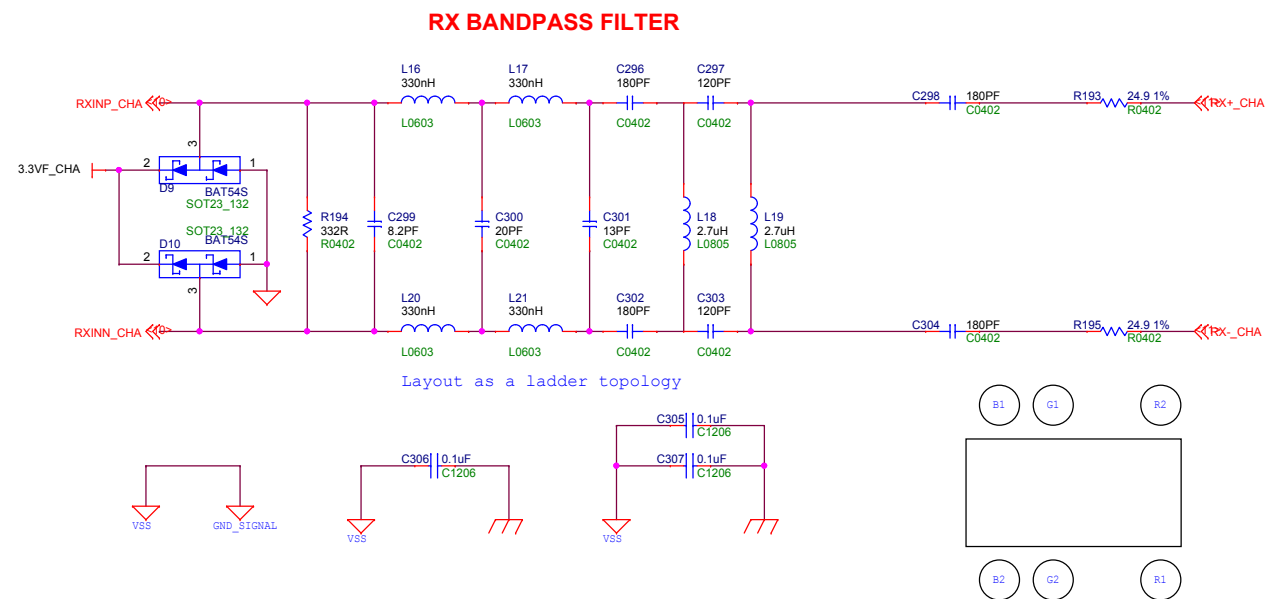 RX BANDPASS FILTER
L16
330nH
L0603
L17
330nH
L0603
C296
180PF
C0402
C297
120PF
C0402
C298
180PF
C0402
R193
24.9 1%
R0402
RXINP_CHA
RX+_CHA
3.3VF_CHA
2
3
1
D9
BAT54S
SOT23_132
SOT23_132
D10
BAT54S
2
1
3
R194
332R
R0402
C299
8.2PF
C0402
C300
20PF
C0402
C301
13PF
C0402
L18
2.7uH
L0805
L19
2.7uH
L0805
RXINN_CHA
L20
330nH
L0603
L21
330nH
L0603
C302
180PF
C0402
C303
120PF
C0402
C304
180PF
C0402
R195
24.9 1%
R0402
RX-_CHA
Layout as a ladder topology
VSS
GND_SIGNAL
C306
0.1uF
C1206
VSS
C305
0.1uF
C1206
C307
0.1uF
C1206
VSS
B1
G1
R2
B2
G2
R1